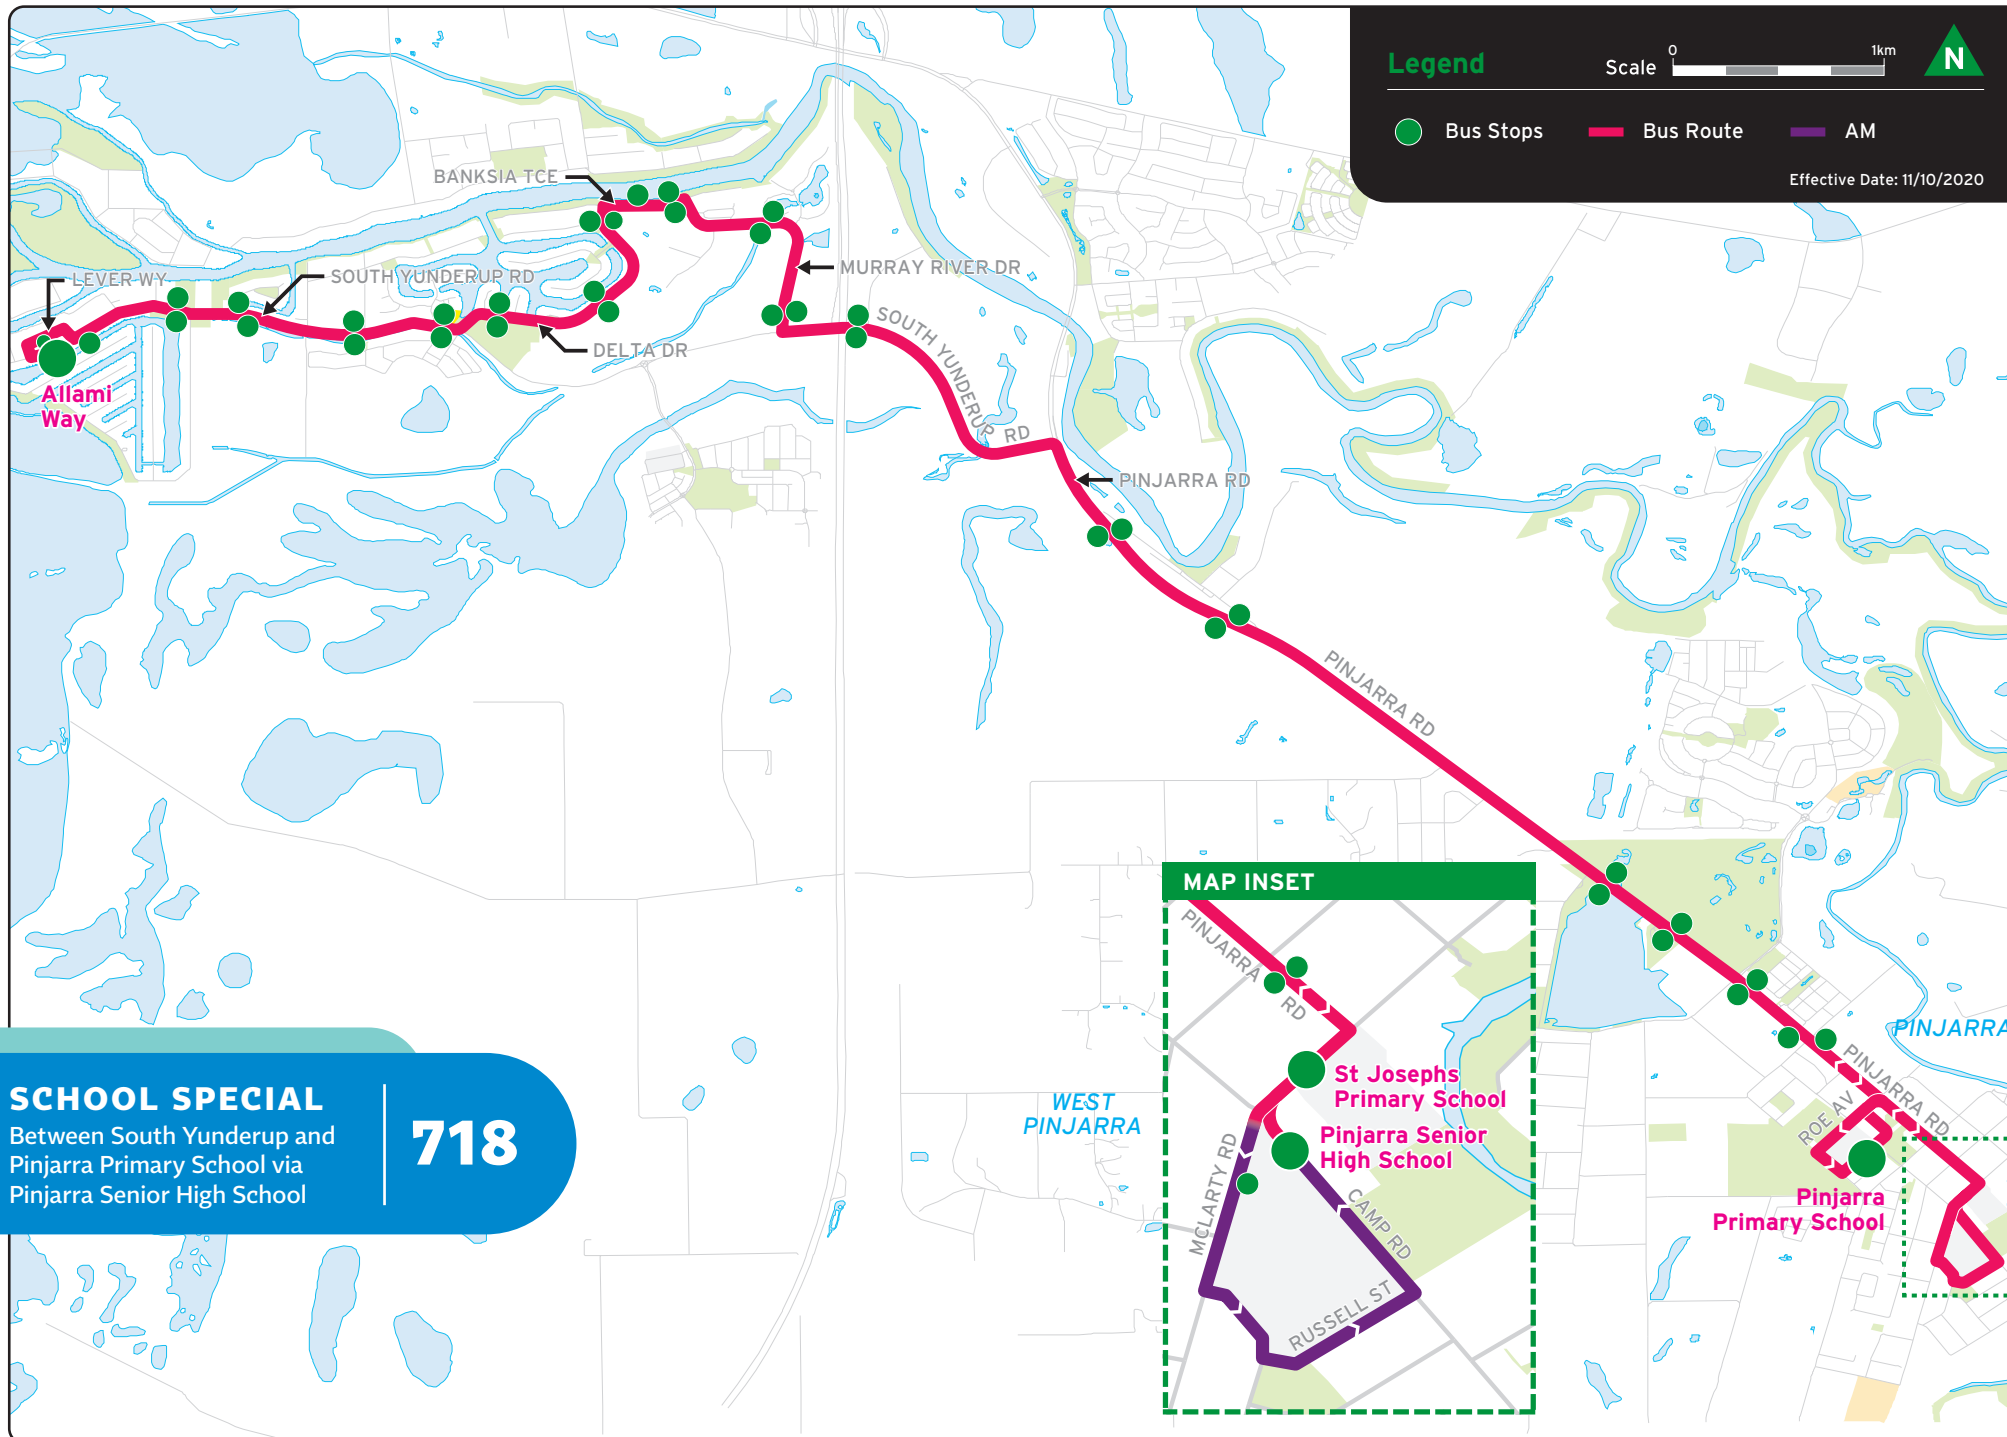 Legend
Scale
0
1km
N
Bus Stops
Bus Route
AM
Effective Date: 11/10/2020
BANKSIA TCE
LEVER WY
SOUTH YUNDERUP RD
MURRAY RIVER DR
DELTA DR
SOUTH YUNDERUP RD
Allami
Way
PINJARRA RD
PINJARRA RD
MAP INSET
PINJARRA RD
St Josephs
Primary School
Pinjarra Senior
High School
MCLARTY RD
CAMP RD
RUSSELL ST
WEST
PINJARRA
PINJARRA
PINJARRA RD
ROE AV
Pinjarra
Primary School
SCHOOL SPECIAL
Between South Yunderup and
Pinjarra Primary School via
Pinjarra Senior High School
718